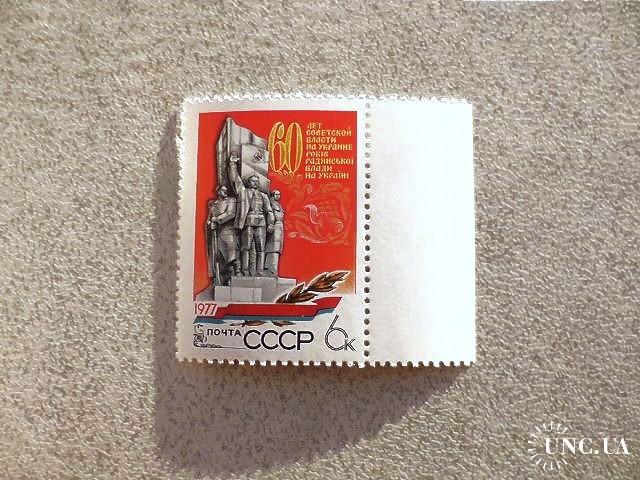 60
ЛЕТ
СОВЕТСКОЙ
ВЛАСТИ
НА УКРАИНЕ
РОКІВ
РАДЯНСЬКОЇ
ВЛАДИ
НА УКРАЇНІ
1977
ПОЧТА СССР 6к
UNC.UA